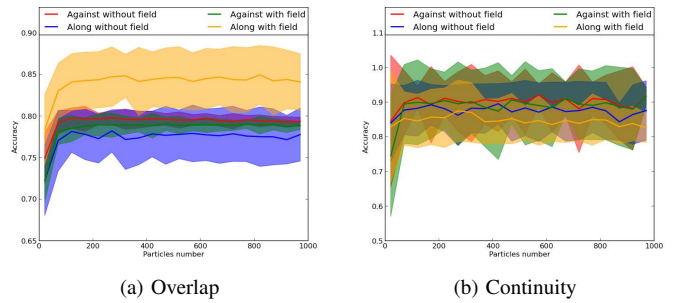 Against without field
Along without field
Against with field
Along with field
0.90
0.85
0.80
0.75
0.70
0.65
Accuracy
0
200
400
600
800
1000
Particles number
(a) Overlap
Against without field
Along without field
Against with field
Along with field
1.1
1.0
0.9
0.8
0.7
0.6
0.5
Accuracy
0
200
400
600
800
1000
Particles number
(b) Continuity